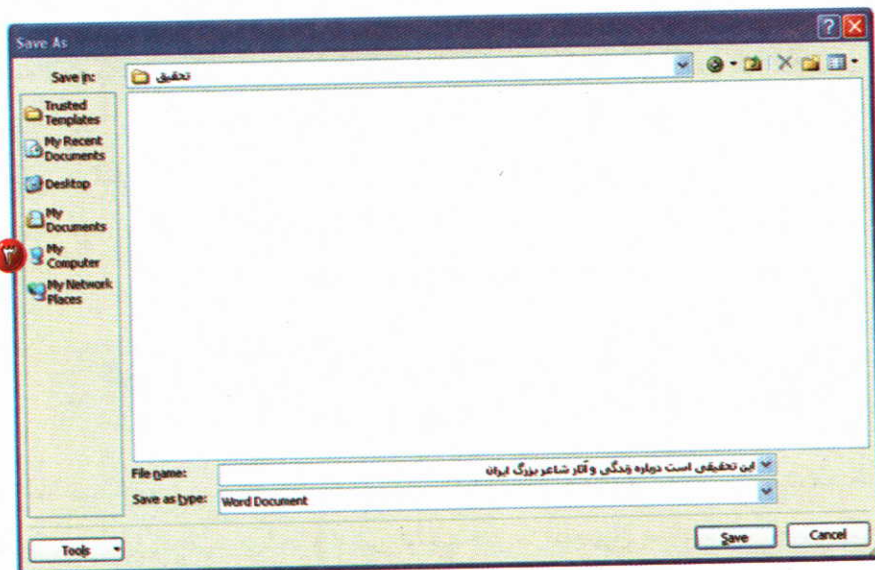 Save As
Save in:
تحقیق
Trusted
Templates
My Recent
Documents
Desktop
My
Documents
۳
My
Computer
My Network
Places
File name:
این تحقیقی است درباره زندگی و آثار شاعر بزرگ ایران
Save as type:
Word Document
Tools
Save
Cancel